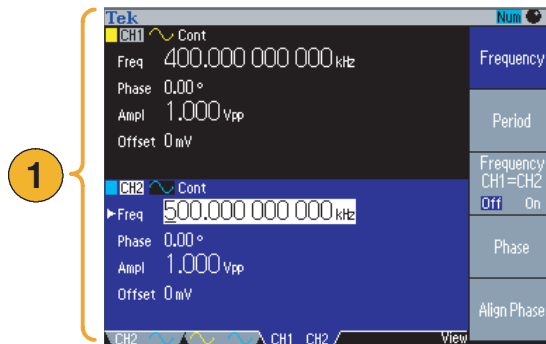 1
Tek Num
CH1 Cont
Freq 400.000 000 000 kHz
Phase 0.00 °
Ampl 1.000 Vpp
Offset 0 mV
CH2 Cont
Freq 500.000 000 000 kHz
Phase 0.00 °
Ampl 1.000 Vpp
Offset 0 mV
CH2 CH1 CH2 View
Frequency
Period
Frequency
CH1=CH2
Off On
Phase
Align Phase